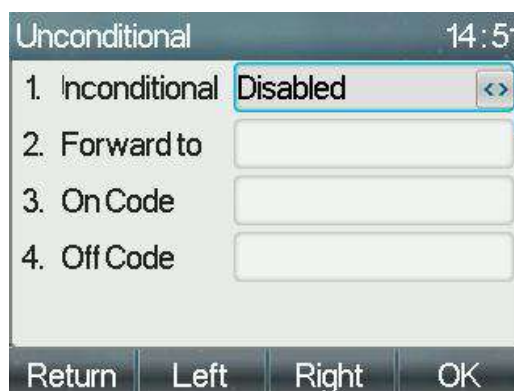 Unconditional 14:5
1. Inconditional Disabled
2. Forward to
3. On Code
4. Off Code
Return Left Right OK